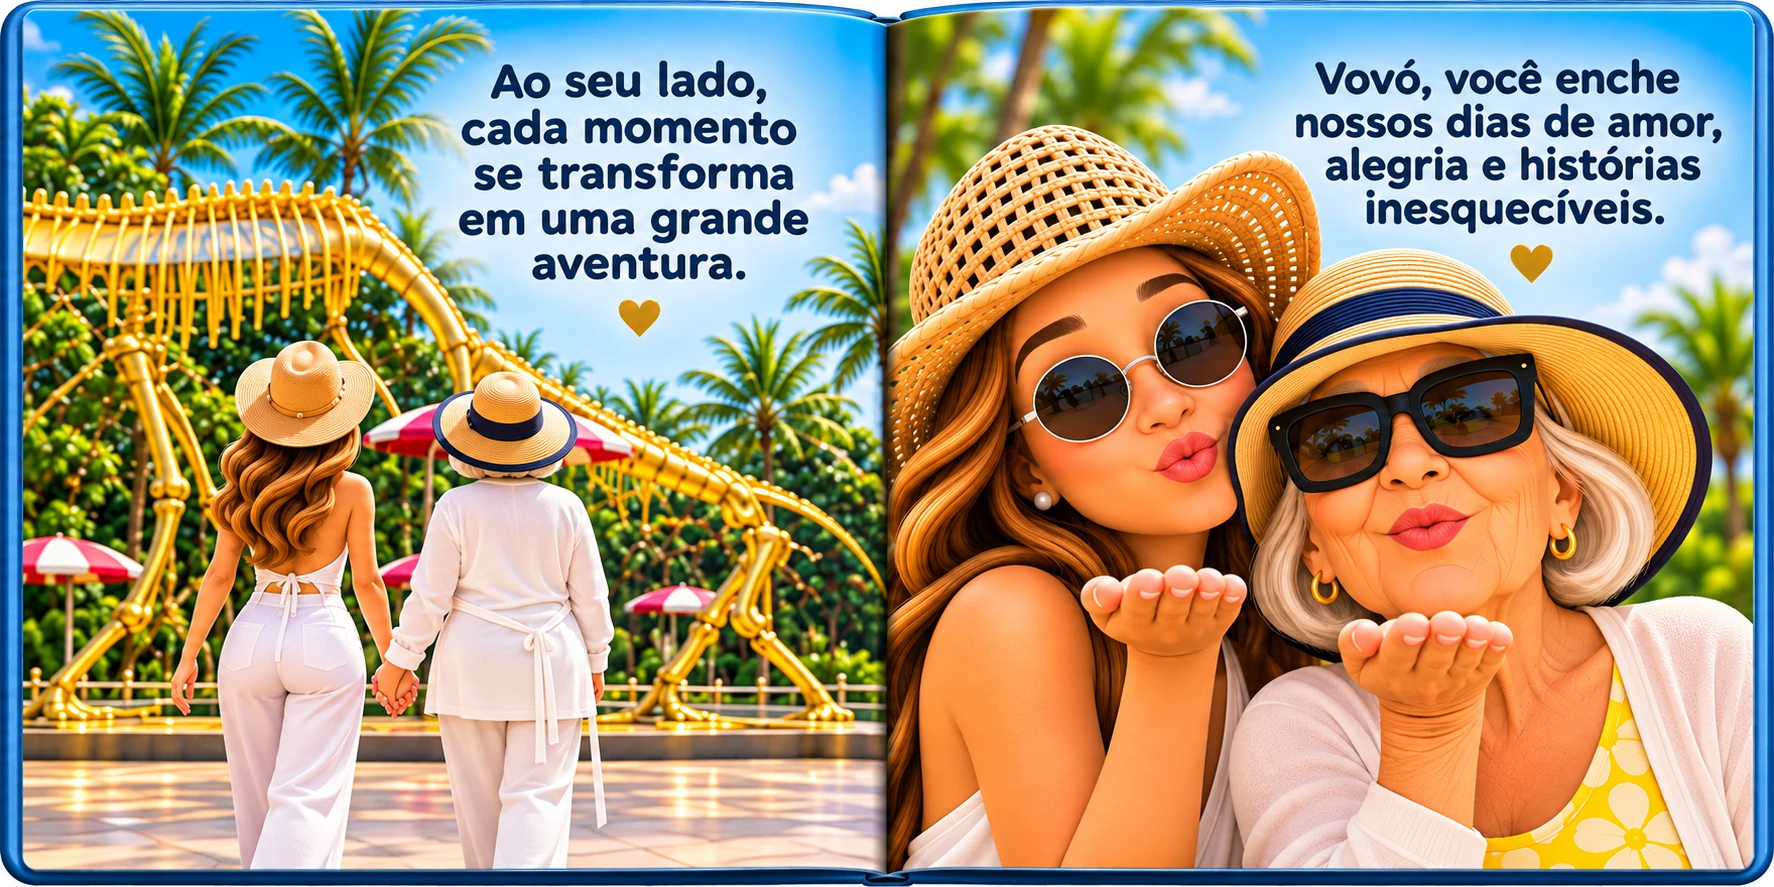 Ao seu lado,
cada momento
se transforma
em uma grande
aventura.
Vovó, você enche
nossos dias de amor,
alegria e histórias
inesquecíveis.